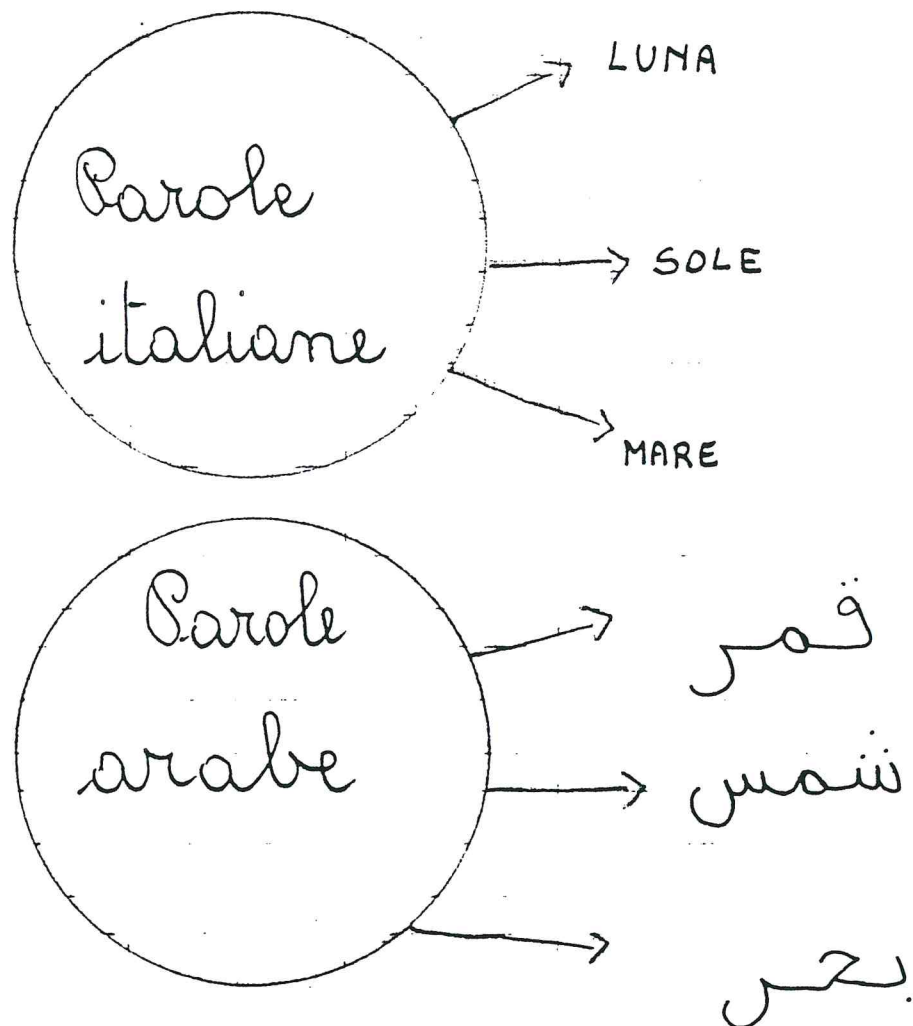 Parole
italiane
LUNA
SOLE
MARE
Parole
arabe
قمر
شمس
بحر